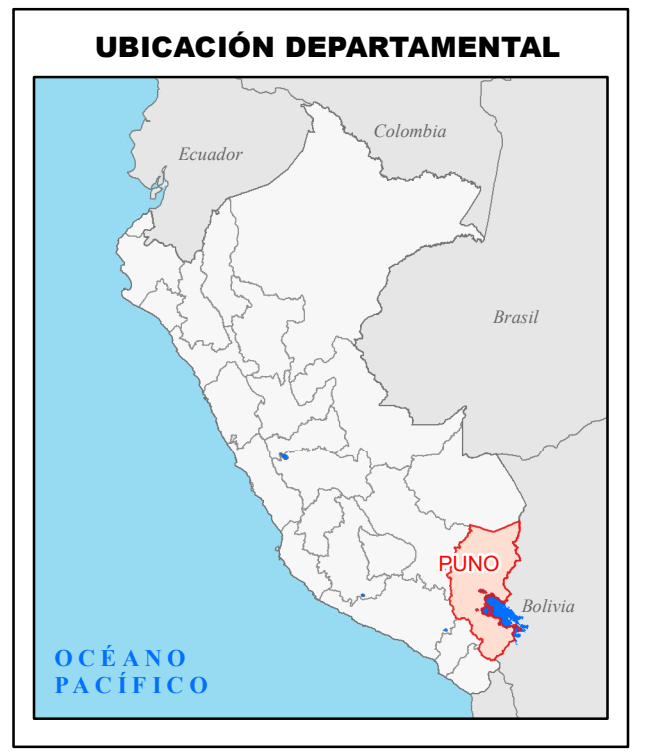 UBICACIÓN DEPARTAMENTAL
Colombia
Ecuador
Brasil
PUNO
Bolivia
OCÉANO
PACÍFICO